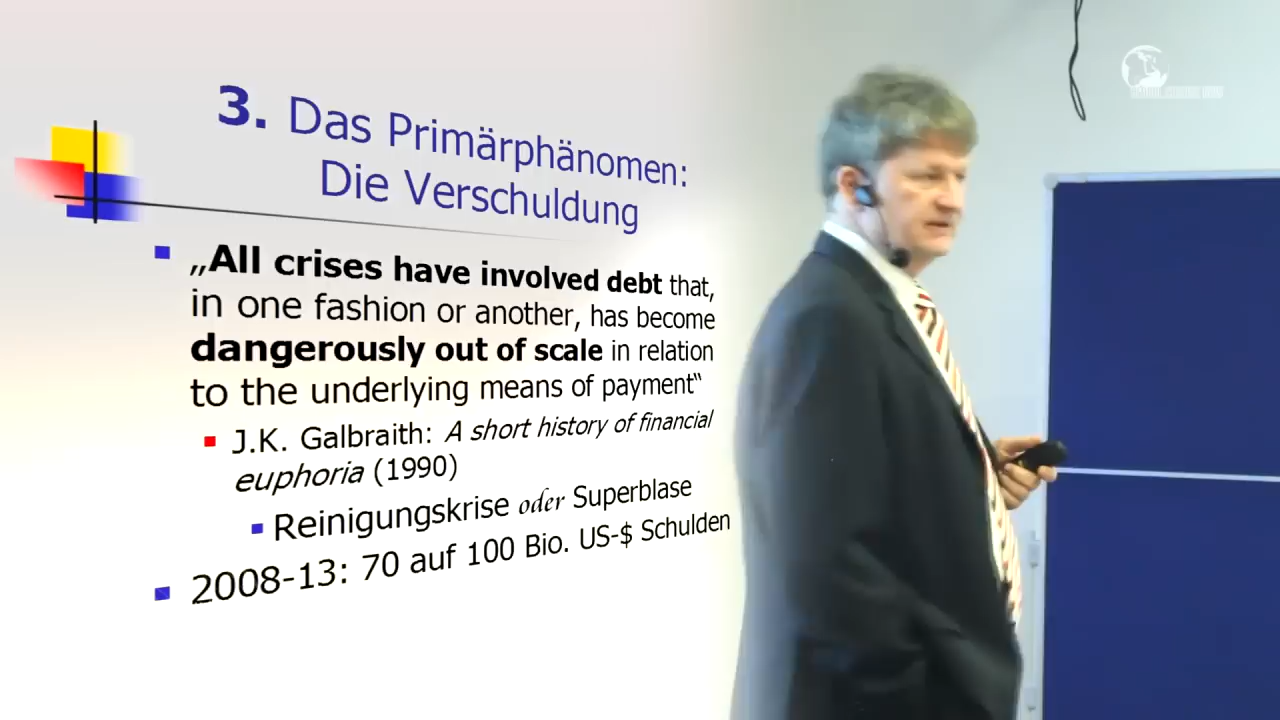 3. Das Primärphänomen:
Die Verschuldung
„All crises have involved debt that,
in one fashion or another, has become
dangerously out of scale in relation
to the underlying means of payment“
J.K. Galbraith: A short history of financial
euphoria (1990)
Reinigungskrise oder Superblase
2008-13: 70 auf 100 Bio. US-$ Schulden